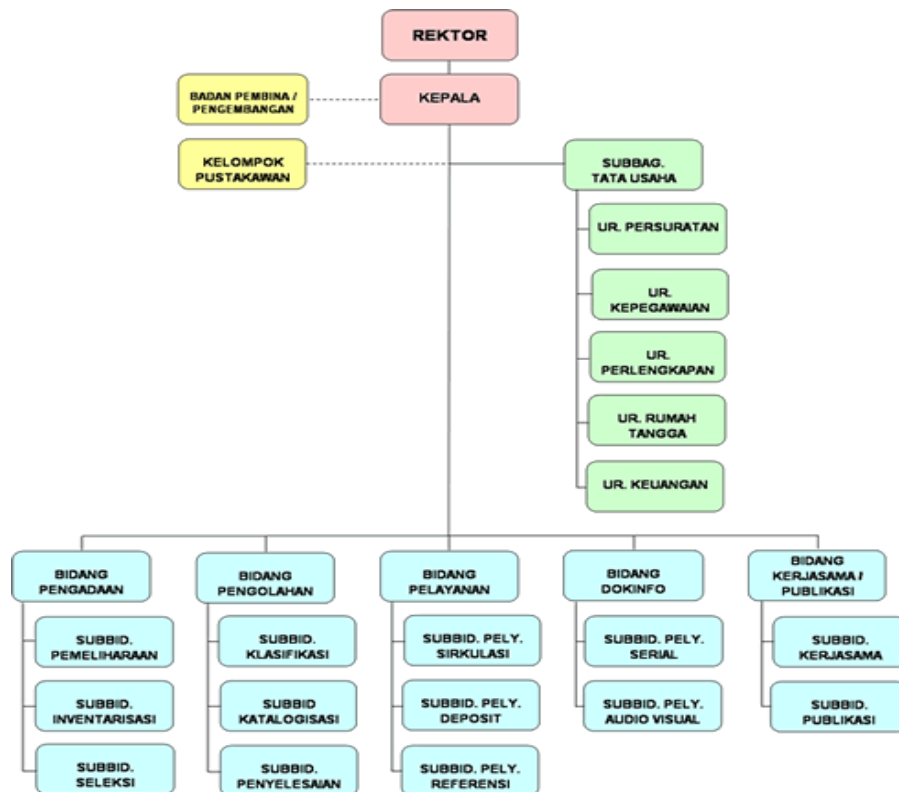 REKTOR
KEPALA
BADAN PEMBINA /
PENGEMBANGAN
KELOMPOK
PUSTAKAWAN
SUBBAG.
TATA USAHA
UR. PERSURATAN
UR.
KEPEGAWAIAN
UR.
PERLENGKAPAN
UR. RUMAH
TANGGA
UR. KEUANGAN
BIDANG
PENGADAAN
SUBBID.
PEMELIHARAAN
SUBBID.
INVENTARISASI
SUBBID.
SELEKSI
BIDANG
PENGOLAHAN
SUBBID.
KLASIFIKASI
SUBBID
KATALOGISASI
SUBBID.
PENYELESAIAN
BIDANG
PELAYANAN
SUBBID. PELY.
SIRKULASI
SUBBID. PELY.
DEPOSIT
SUBBID. PELY.
REFERENSI
BIDANG
DOKINFO
SUBBID. PELY.
SERIAL
SUBBID. PELY.
AUDIO VISUAL
BIDANG
KERJASAMA /
PUBLIKASI
SUBBID.
KERJASAMA
SUBBID.
PUBLIKASI